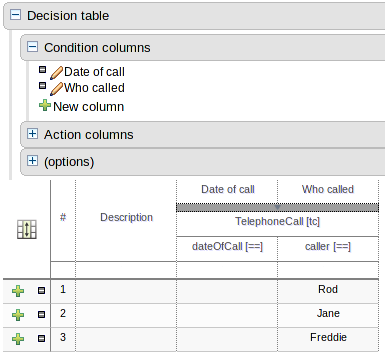 Decision table
Condition columns
Date of call
Who called
New column
Action columns
(options)
Date of call Who called
# Description
TelephoneCall [tc]
dateOfCall [==] caller [==]
1 Rod
2 Jane
3 Freddie